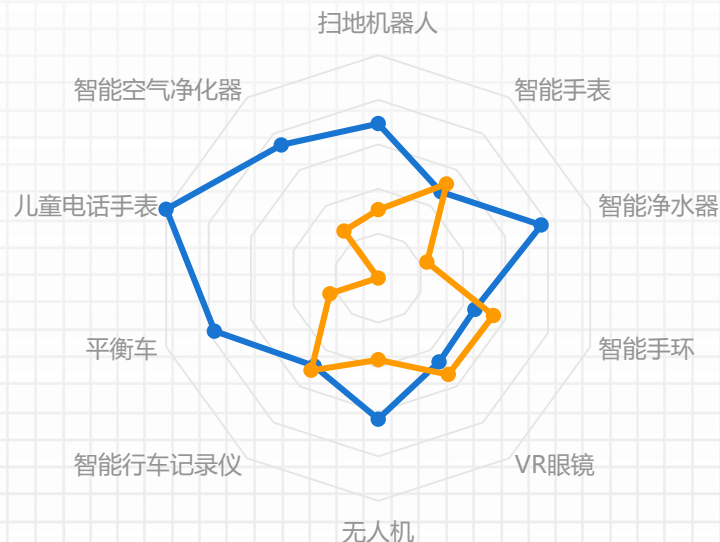 扫地机器人
智能空气净化器
智能手表
儿童电话手表
智能净水器
平衡车
智能手环
智能行车记录仪
VR眼镜
无人机